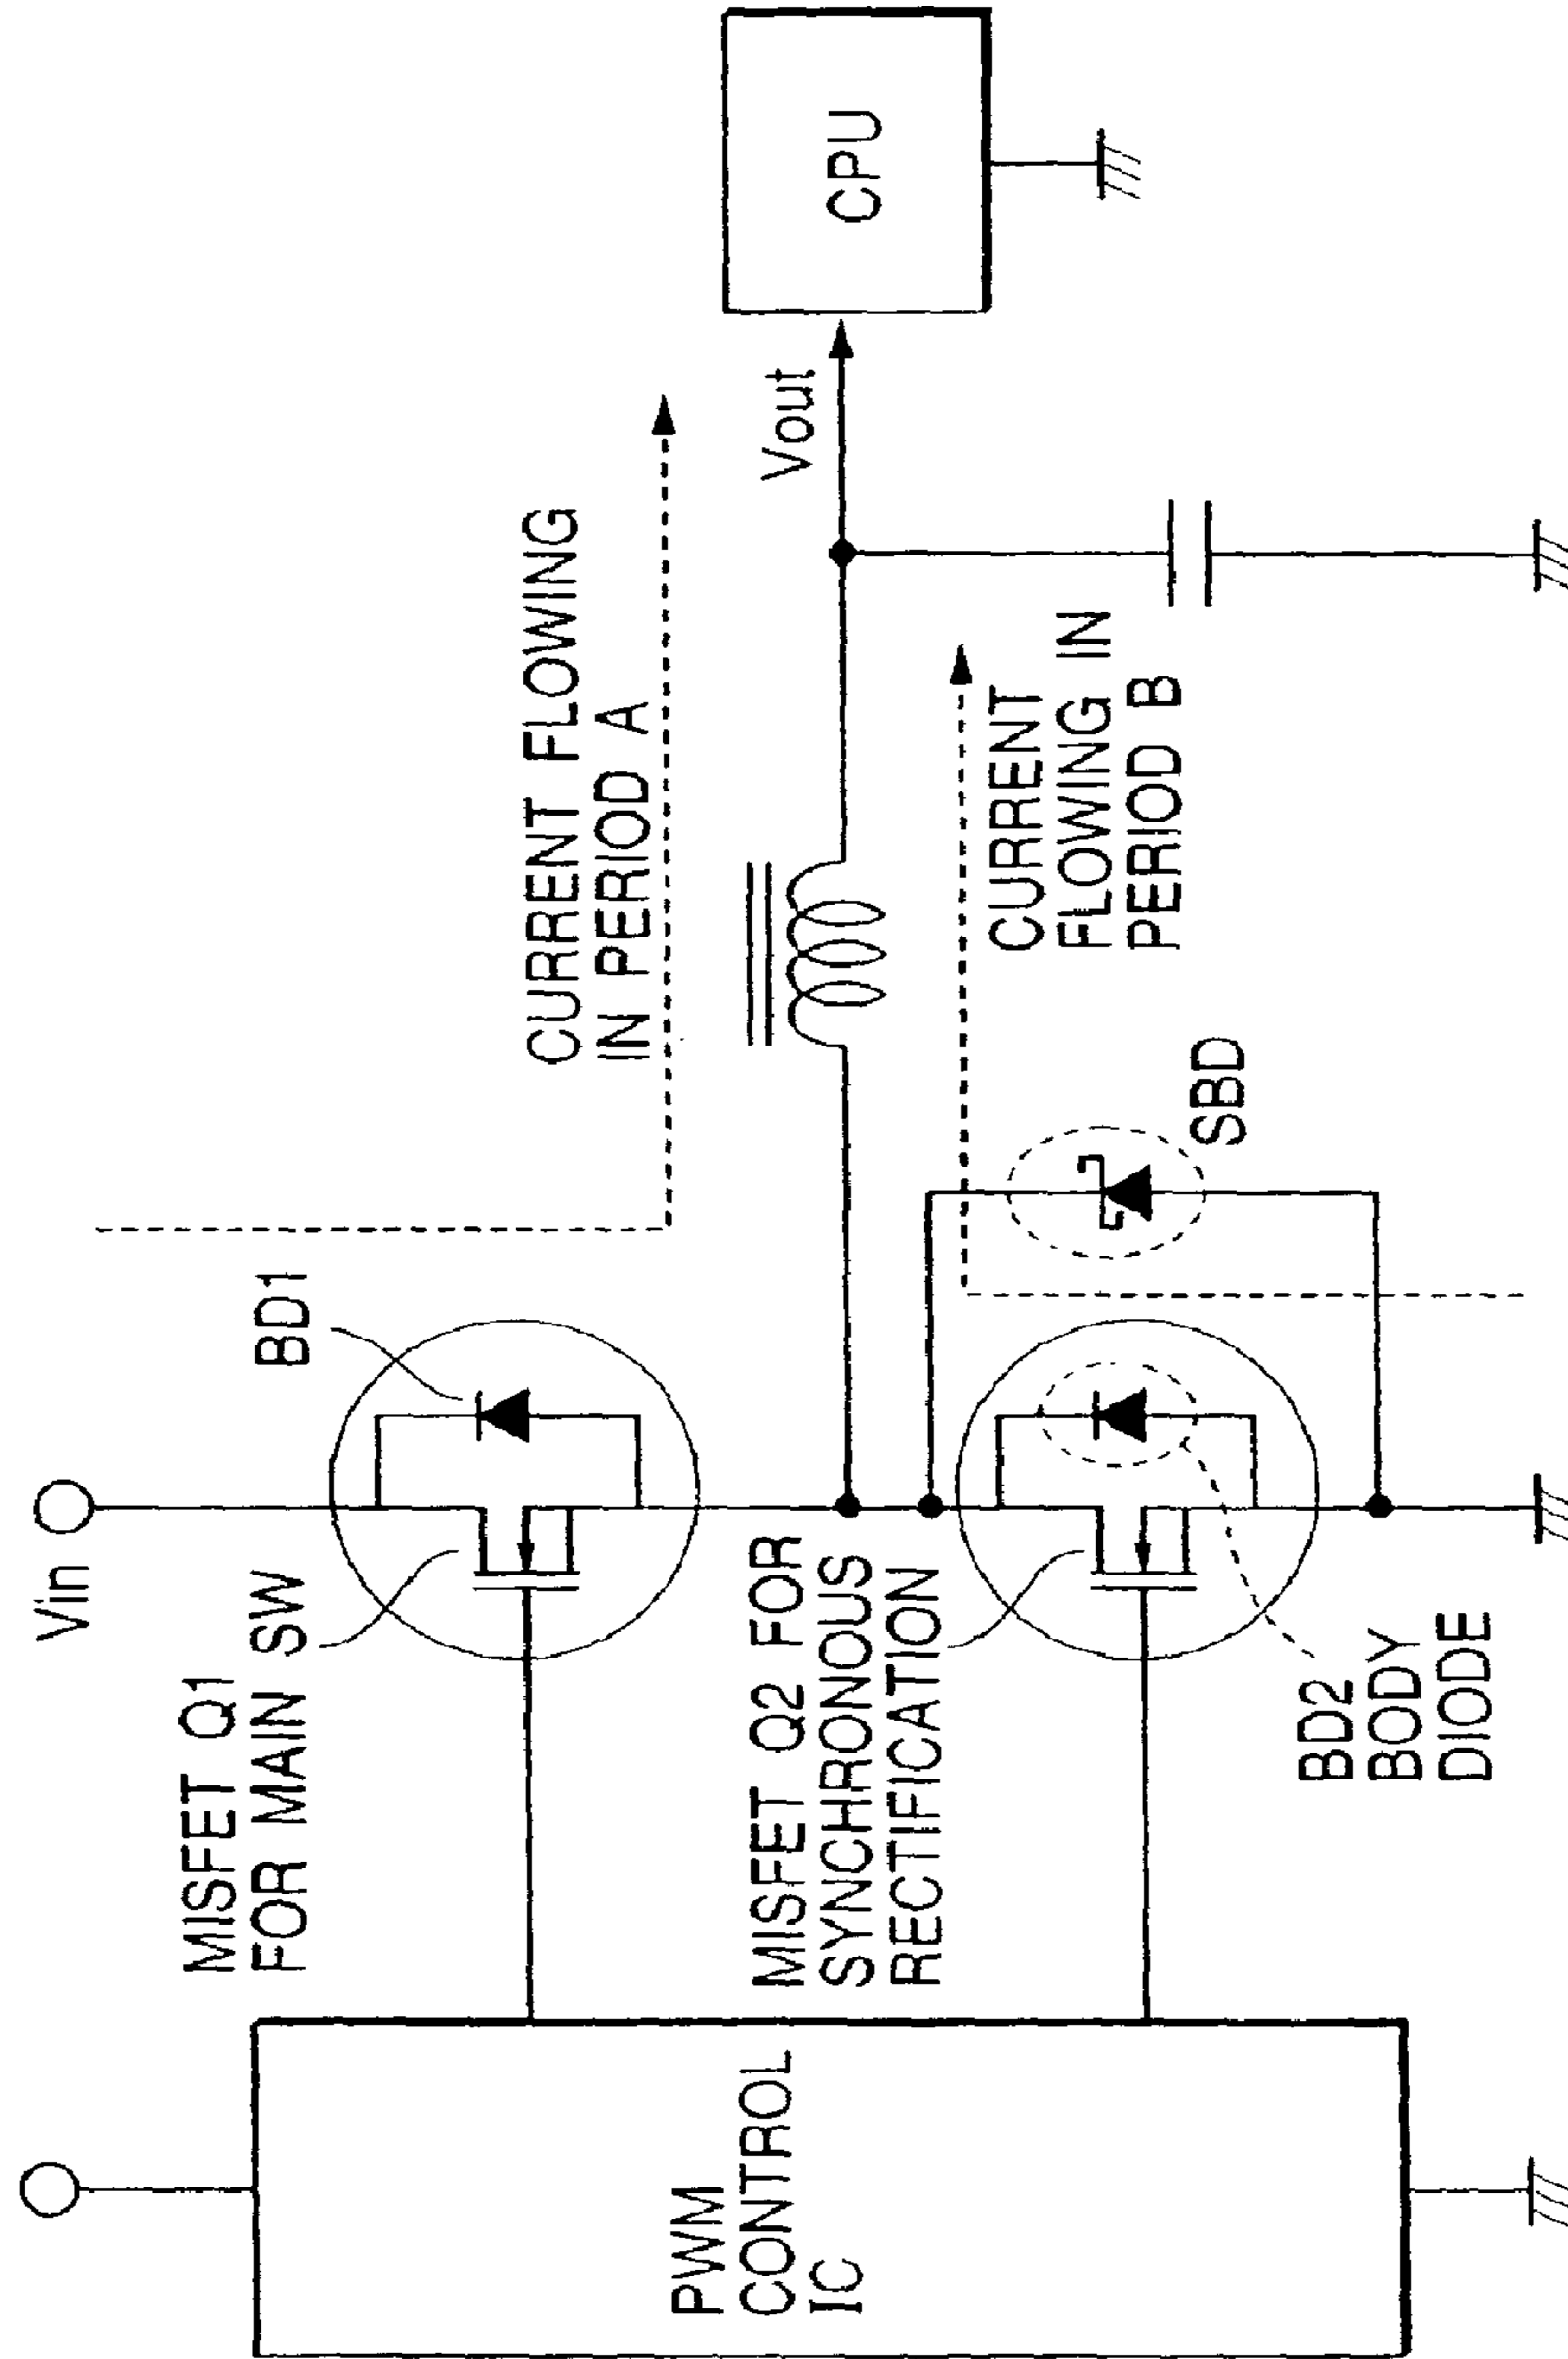 Vin
MISFET Q1
FOR MAIN SW
BD1
CURRENT FLOWING
IN PERIOD A
PWM
CONTROL
IC
MISFET Q2 FOR
SYNCHRONOUS
RECTIFICATION
Vout
CPU
CURRENT
FLOWING IN
PERIOD B
SBD
BD2
BODY
DIODE